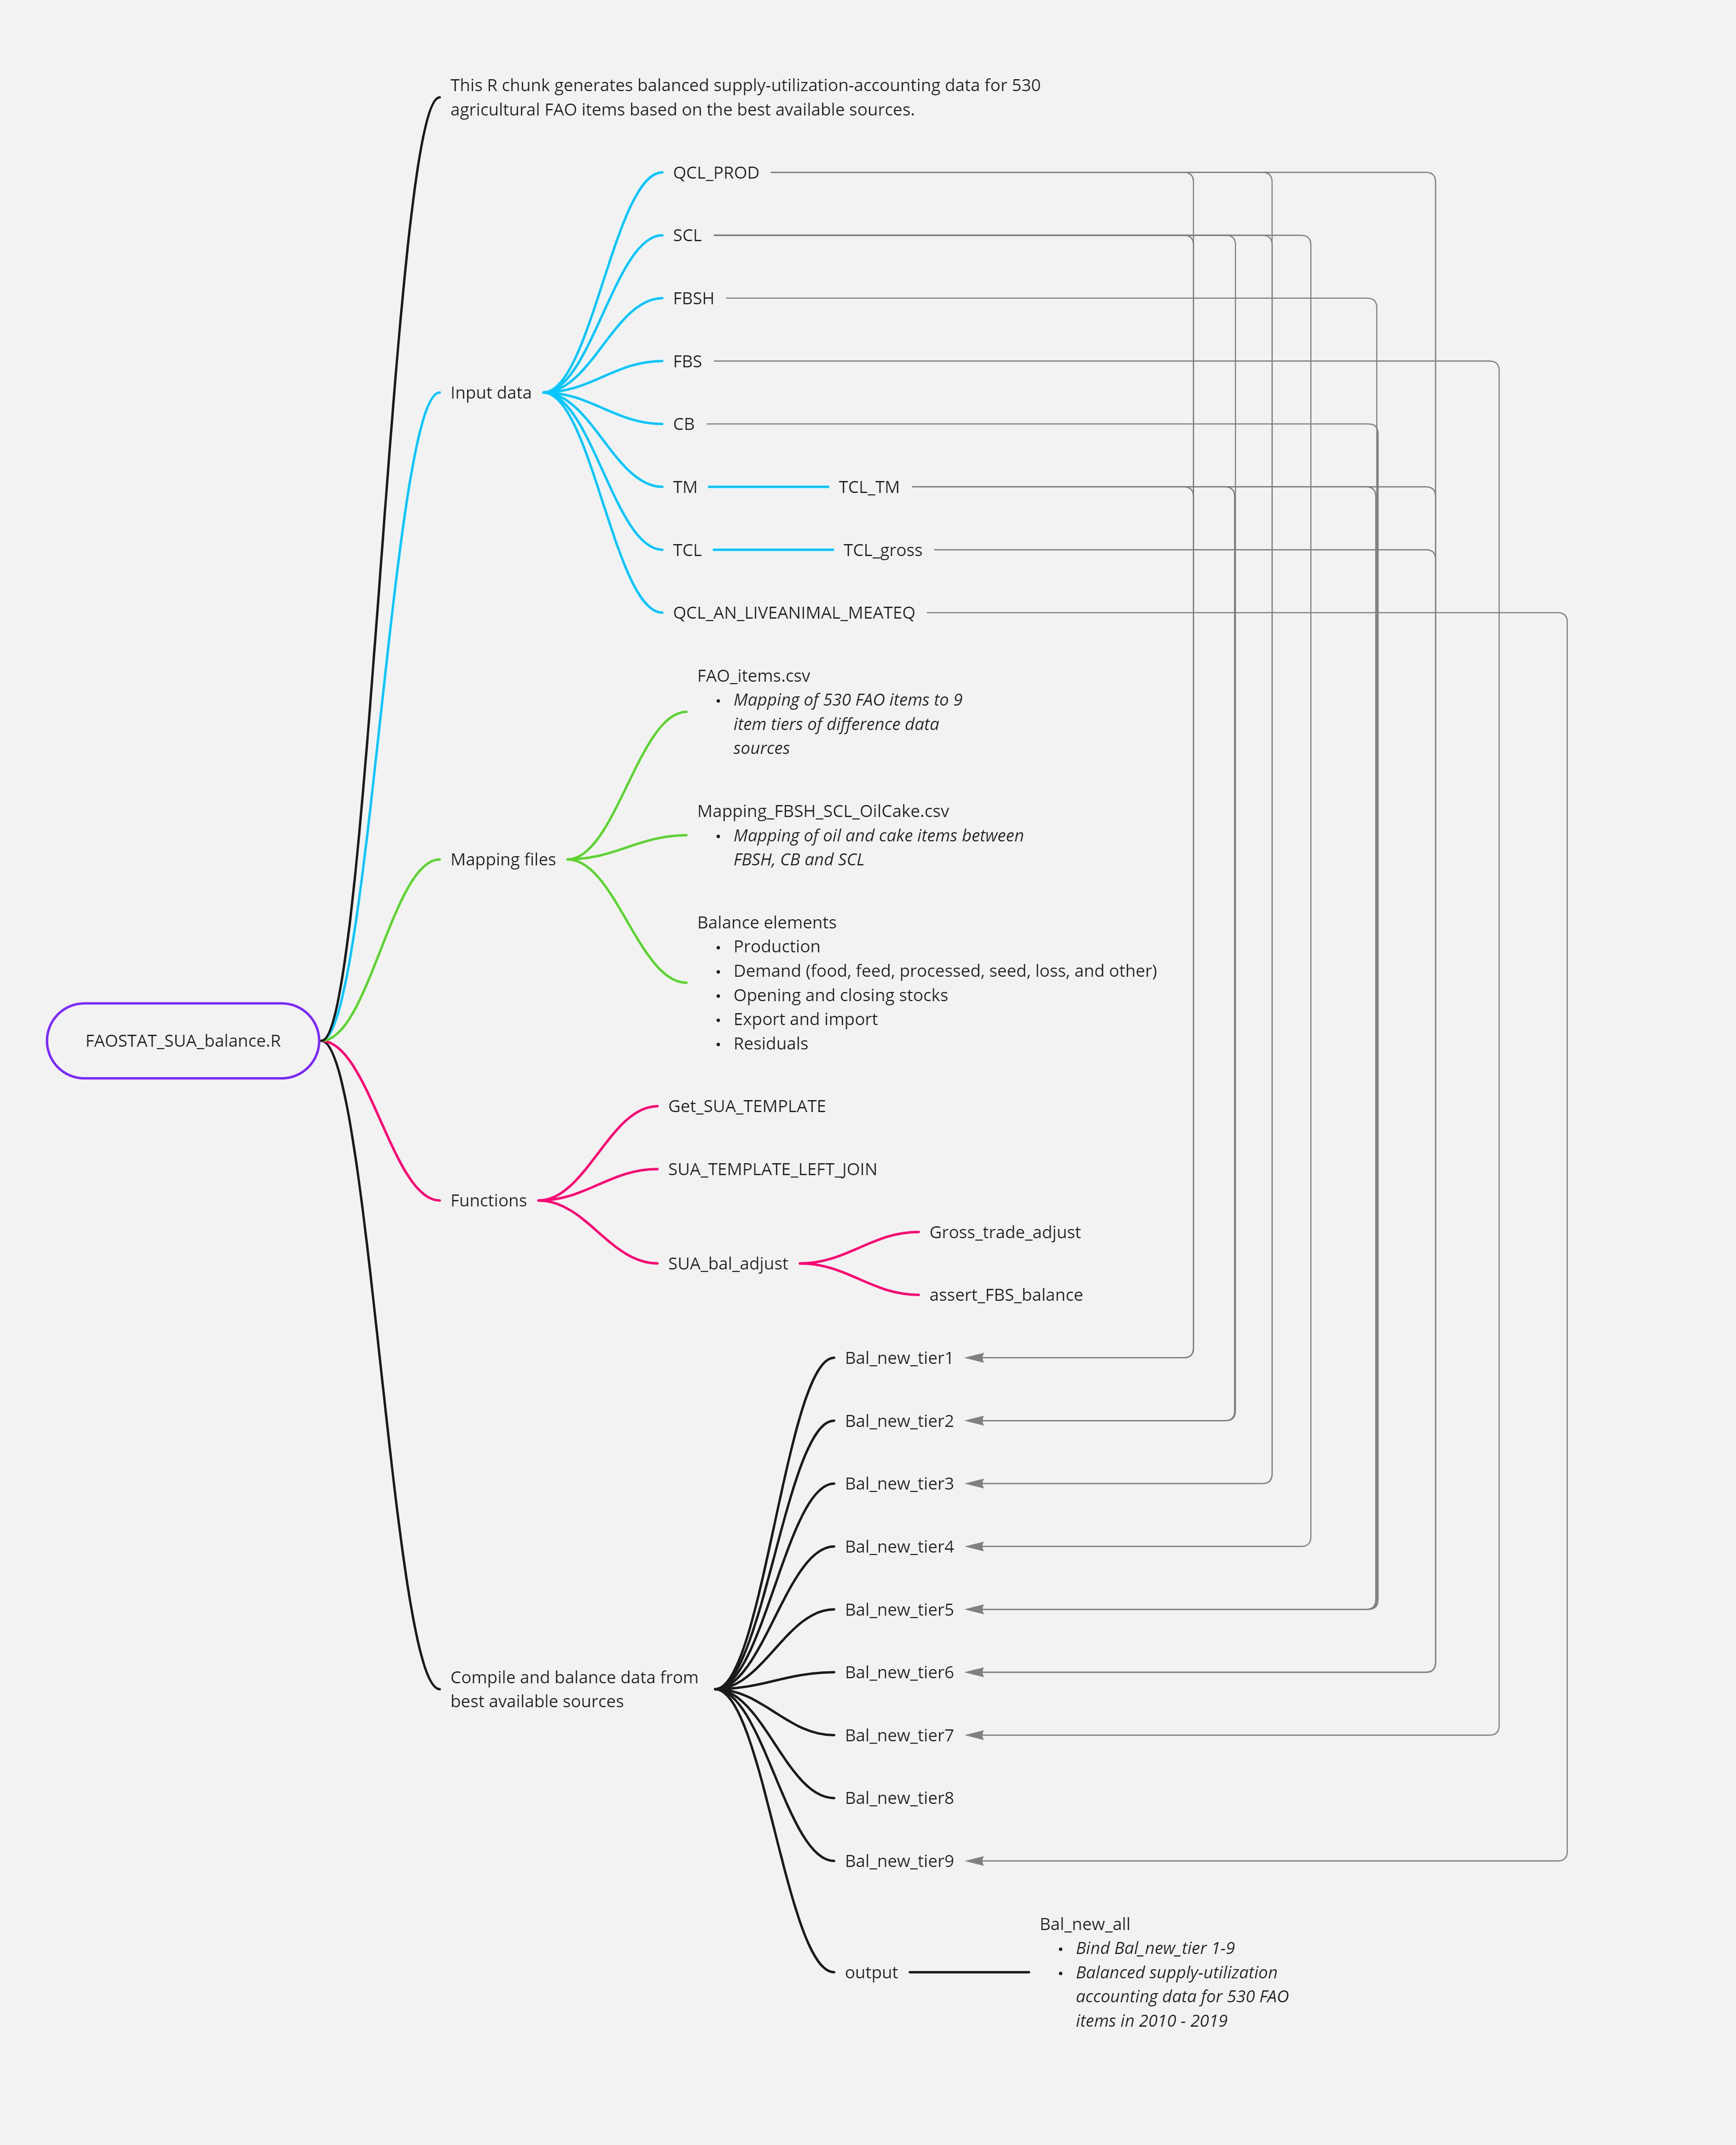 This R chunk generates balanced supply-utilization-accounting data for 530
agricultural FAO items based on the best available sources.
QCL_PROD
SCL
FBSH
FBS
Input data
CB
TM
TCL_TM
TCL
TCL_gross
QCL_AN_LIVEANIMAL_MEATEQ
FAO_items.csv
• Mapping of 530 FAO items to 9
item tiers of difference data
sources
Mapping_FBSH_SCL_OilCake.csv
• Mapping of oil and cake items between
FBSH, CB and SCL
Mapping files
Balance elements
• Production
• Demand (food, feed, processed, seed, loss, and other)
• Opening and closing stocks
• Export and import
• Residuals
FAOSTAT_SUA_balance.R
Get_SUA_TEMPLATE
SUA_TEMPLATE_LEFT_JOIN
Functions
SUA_bal_adjust
Gross_trade_adjust
assert_FBS_balance
Bal_new_tier1
Bal_new_tier2
Bal_new_tier3
Bal_new_tier4
Bal_new_tier5
Bal_new_tier6
Compile and balance data from
best available sources
Bal_new_tier7
Bal_new_tier8
Bal_new_tier9
output
Bal_new_all
• Bind Bal_new_tier 1-9
• Balanced supply-utilization
accounting data for 530 FAO
items in 2010 - 2019